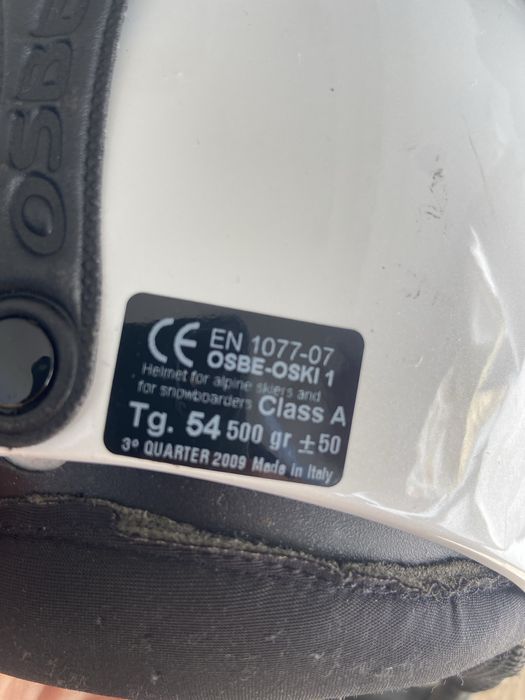 OSBE
CE EN 1077-07
OSBE-OSKI 1
Helmet for alpine skiers and
for snowboarders Class A
Tg. 54 500 gr ±50
3° QUARTER 2009 Made in Italy